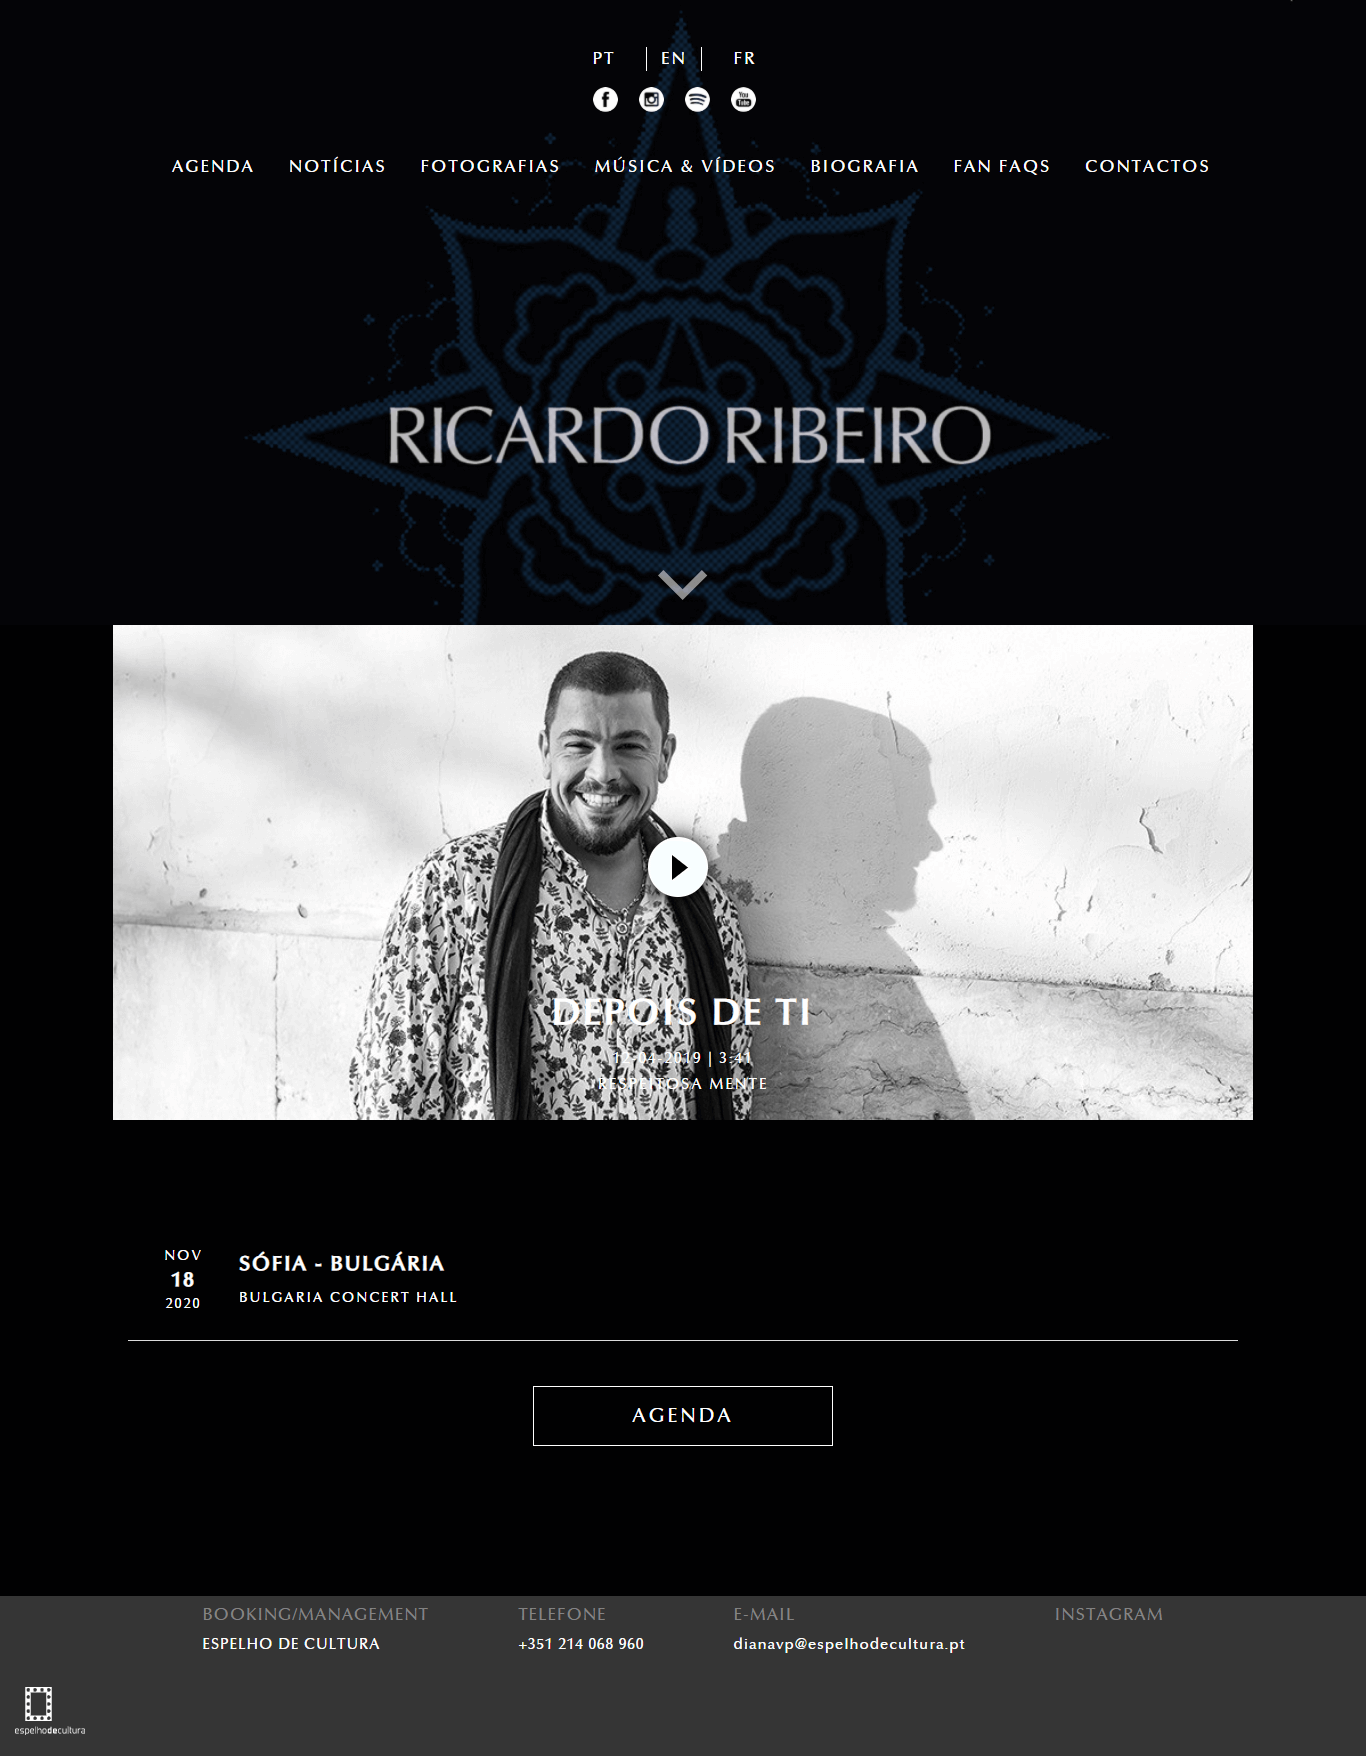 PT | EN | FR
You Tube
AGENDA NOTÍCIAS FOTOGRAFIAS MÚSICA & VÍDEOS BIOGRAFIA FAN FAQS CONTACTOS
RICARDO RIBEIRO
DEPOIS DE TI
12-04-2019 | 3:41
RESPEITOSA MENTE
NOV
18
2020
SÓFIA - BULGÁRIA
BULGARIA CONCERT HALL
AGENDA
BOOKING/MANAGEMENT
ESPELHO DE CULTURA
TELEFONE
+351 214 068 960
E-MAIL
dianavp@espelhodecultura.pt
INSTAGRAM
espelhodecultura